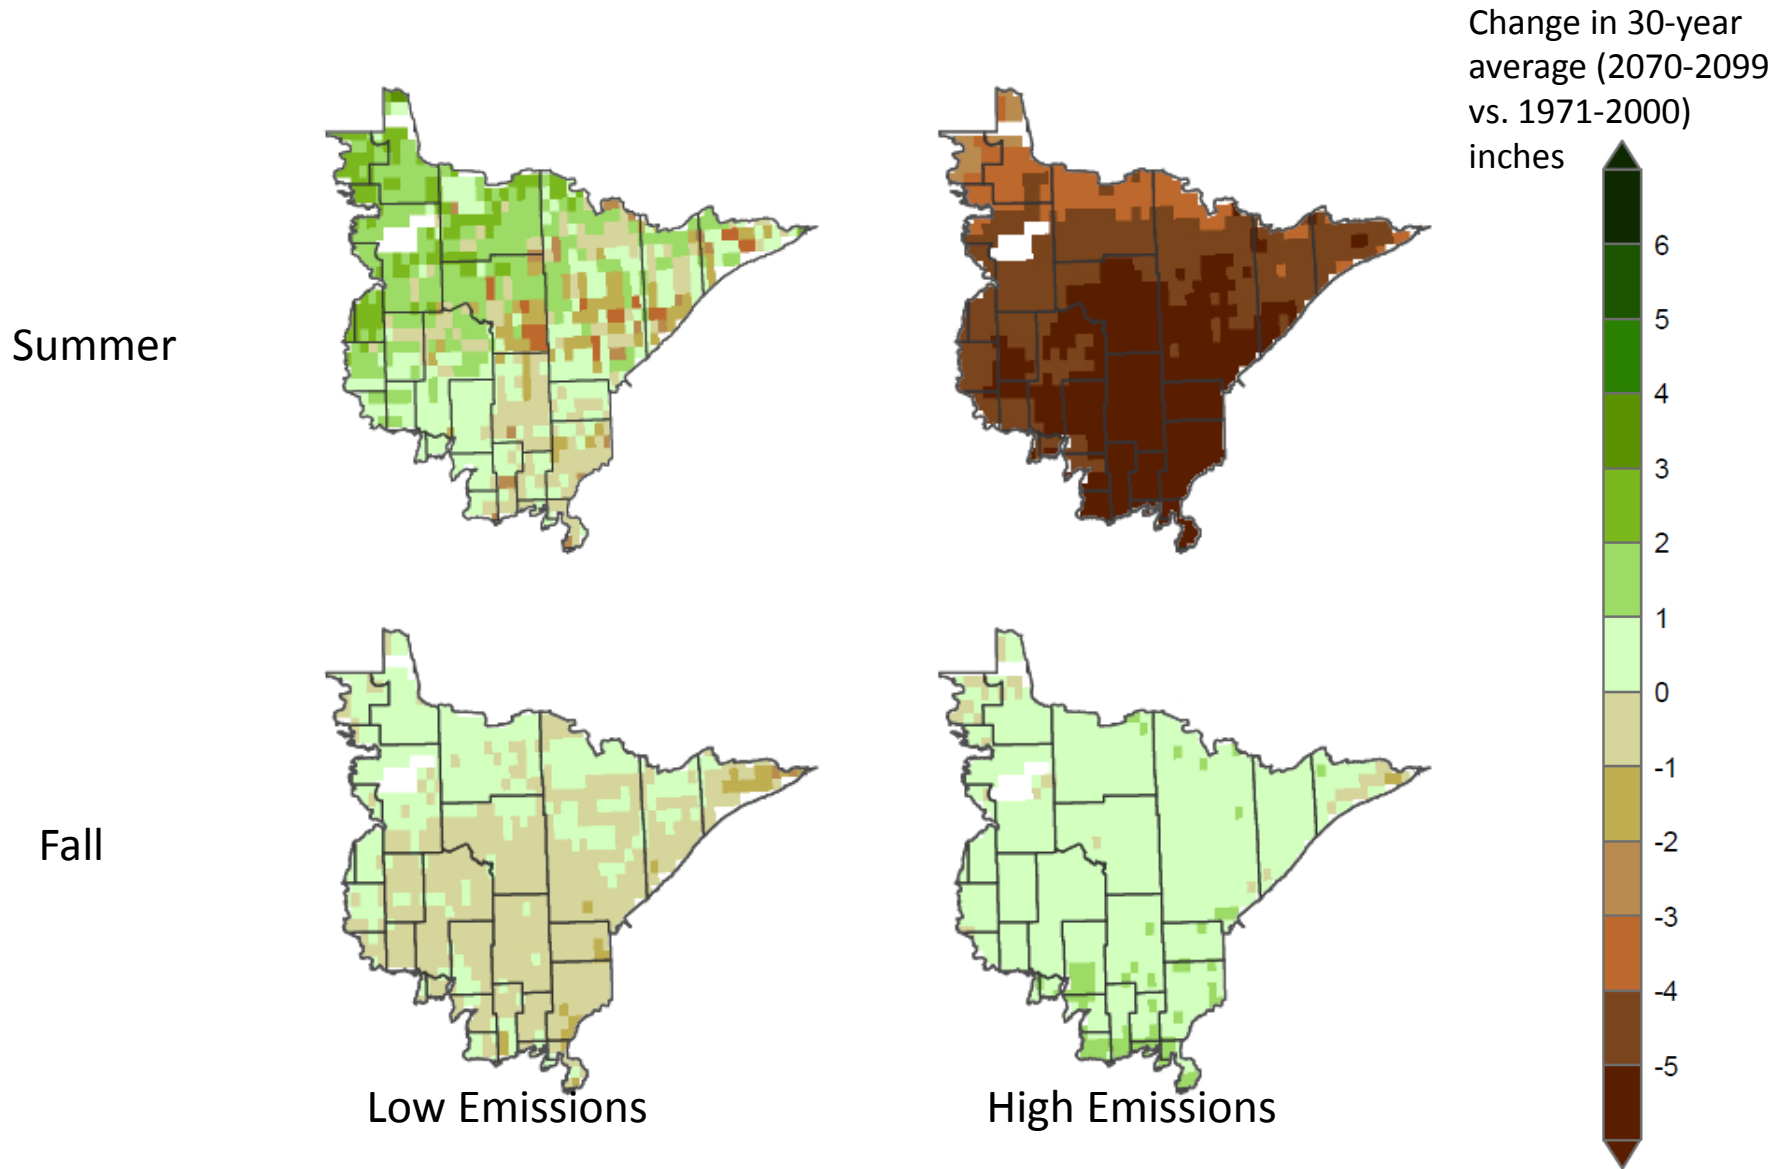 Change in 30-year
average (2070-2099
vs. 1971-2000)
inches
Summer
Fall
Low Emissions
High Emissions
6
5
4
3
2
1
0
-1
-2
-3
-4
-5